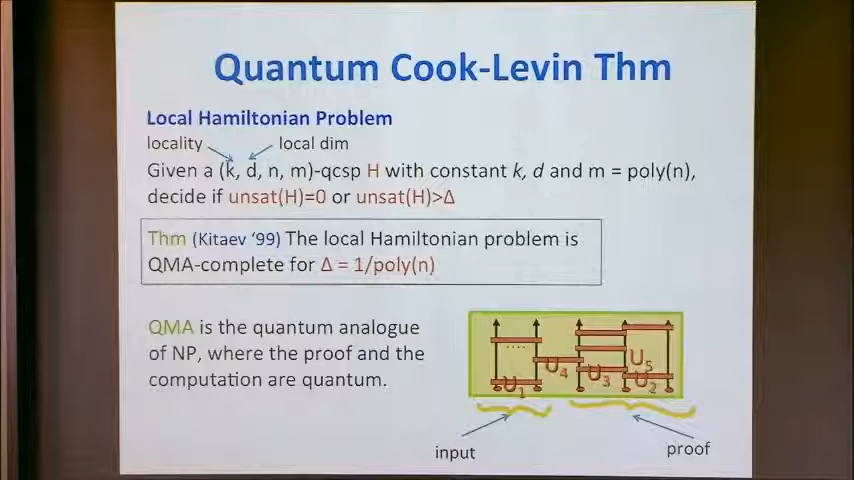 Quantum Cook-Levin Thm
Local Hamiltonian Problem
locality local dim
Given a (k, d, n, m)-qcsp H with constant k, d and m = poly(n),
decide if unsat(H)=0 or unsat(H)>Δ
Thm (Kitaev ‘99) The local Hamiltonian problem is
QMA-complete for Δ = 1/poly(n)
QMA is the quantum analogue
of NP, where the proof and the
computation are quantum.
....
U5
U4 U3 U2
U1
input proof